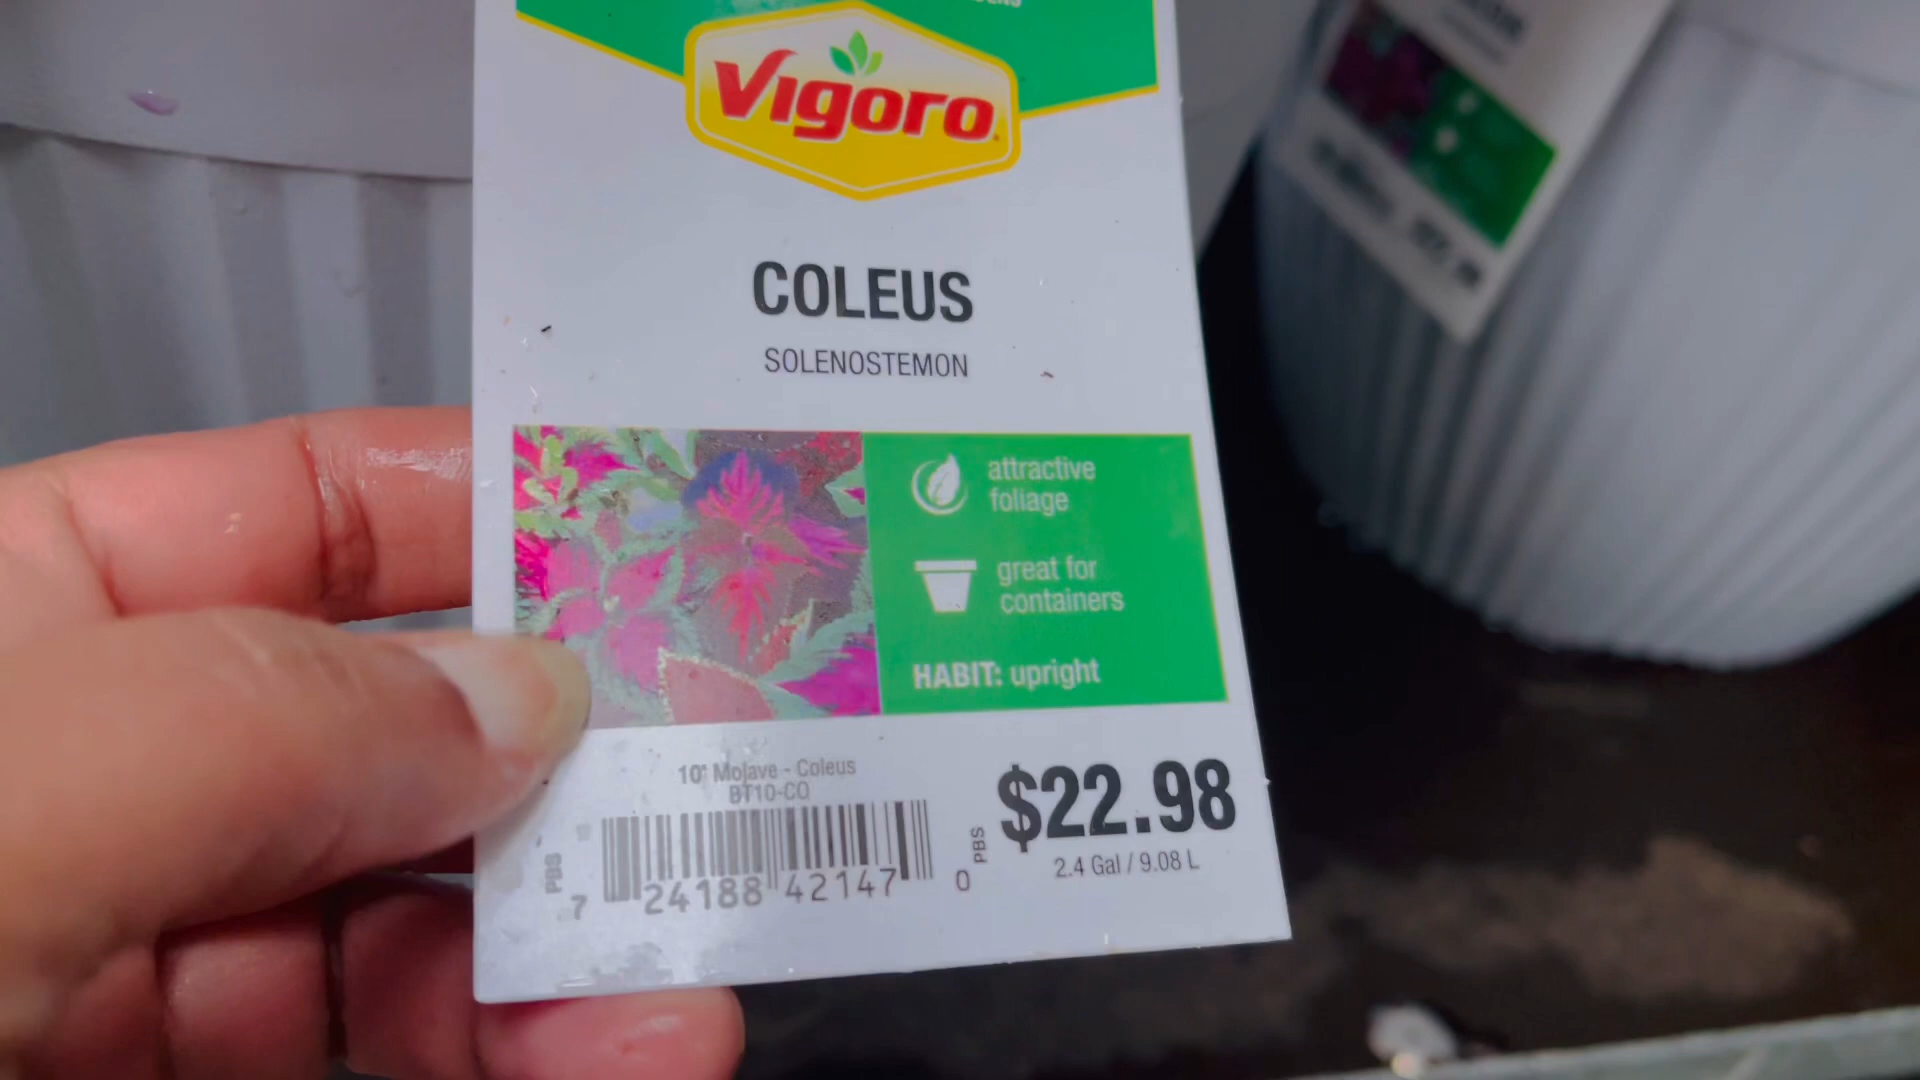 Vigoro
COLEUS
SOLENOSTEMON
attractive
foliage
great for
containers
HABIT: upright
10" Mojave - Coleus
BT10-CO
$22.98
2.4 Gal / 9.08 L
PBS
PBS
7 24188 42147 0